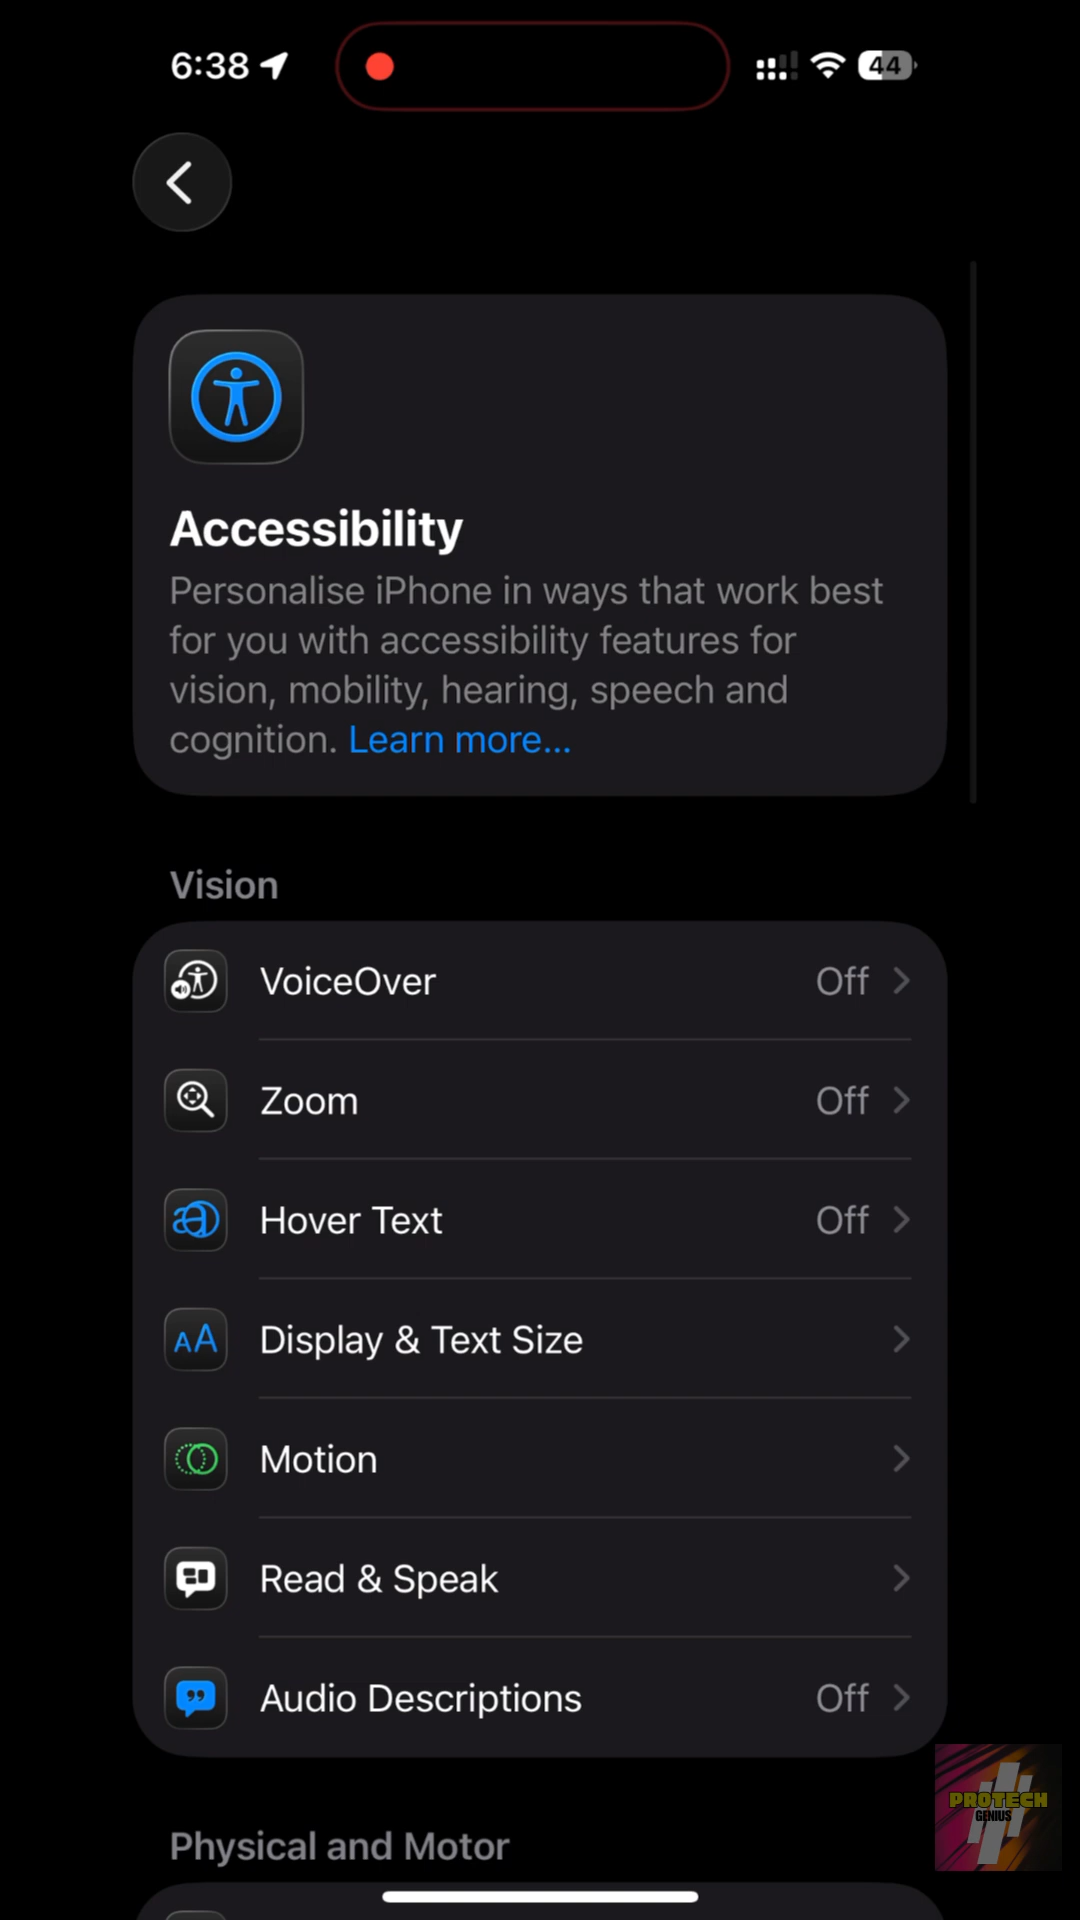 6:38
44
Accessibility
Personalise iPhone in ways that work best
for you with accessibility features for
vision, mobility, hearing, speech and
cognition. Learn more...
Vision
VoiceOver Off
Zoom Off
Hover Text Off
AA Display & Text Size
Motion
Read & Speak
Audio Descriptions Off
PROTECH
GENIUS
Physical and Motor